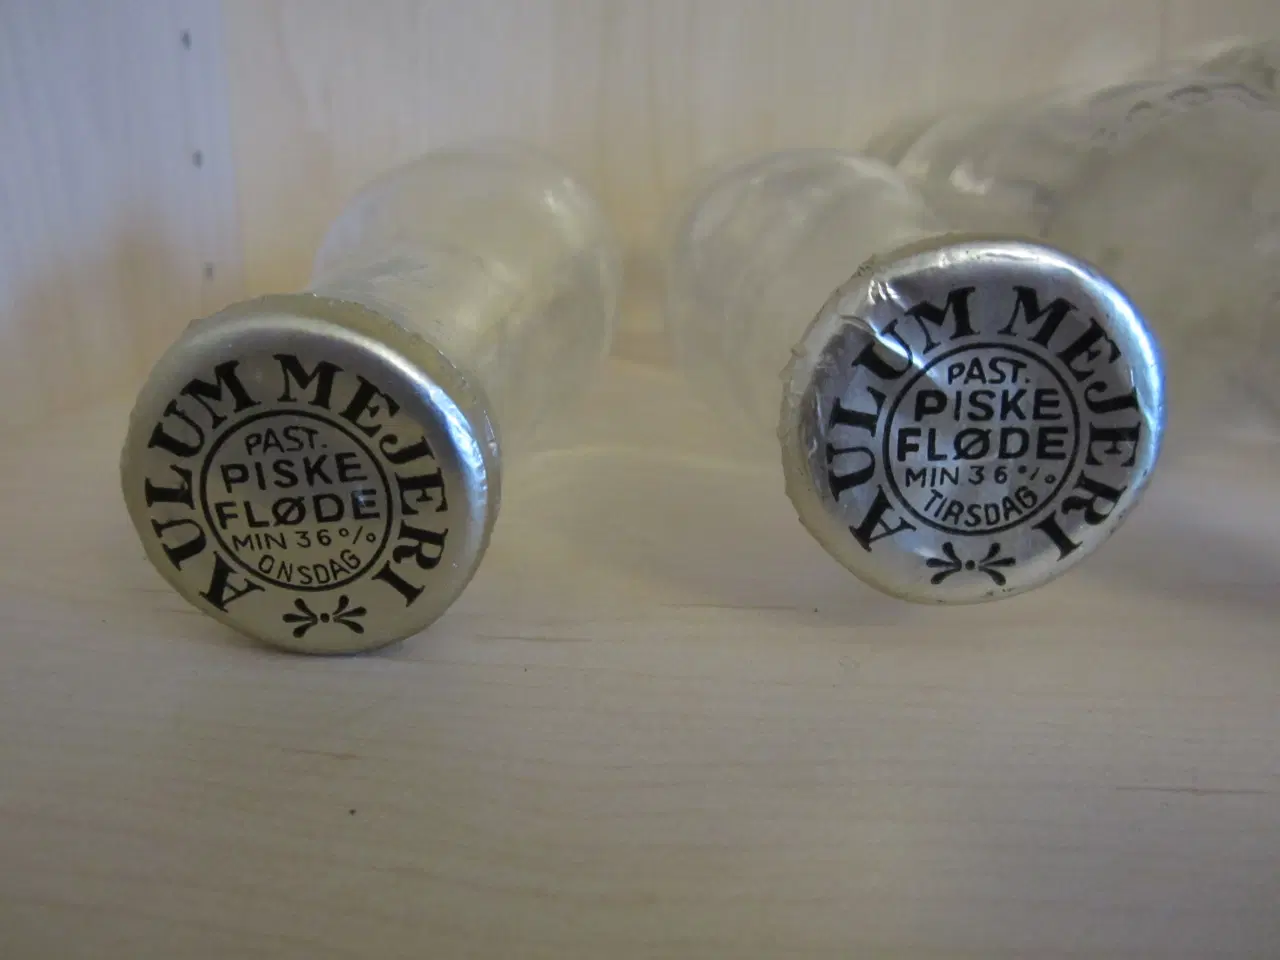 AULUM MEJERI
PAST.
PISKE
FLØDE
MIN 36%
ONSDAG
AULUM MEJERI
PAST.
PISKE
FLØDE
MIN 36%
TIRSDAG